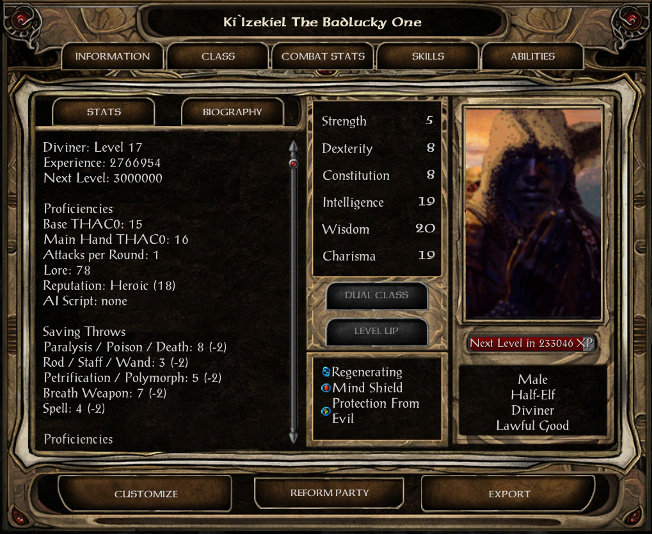 Ki`Izekiel The Badlucky One
INFORMATION
CLASS
COMBAT STATS
SKILLS
ABILITIES
STATS
BIOGRAPHY
Diviner: Level 17
Experience: 2766954
Next Level: 3000000
Proficiencies
Base THAC0: 15
Main Hand THAC0: 16
Attacks per Round: 1
Lore: 78
Reputation: Heroic (18)
AI Script: none
Saving Throws
Paralysis / Poison / Death: 8 (-2)
Rod / Staff / Wand: 3 (-2)
Petrification / Polymorph: 5 (-2)
Breath Weapon: 7 (-2)
Spell: 4 (-2)
Proficiencies
Strength 5
Dexterity 8
Constitution 8
Intelligence 19
Wisdom 20
Charisma 19
DUAL CLASS
LEVEL UP
Regenerating
Mind Shield
Protection From
Evil
Next Level in 233046 XP
Male
Half-Elf
Diviner
Lawful Good
CUSTOMIZE
REFORM PARTY
EXPORT